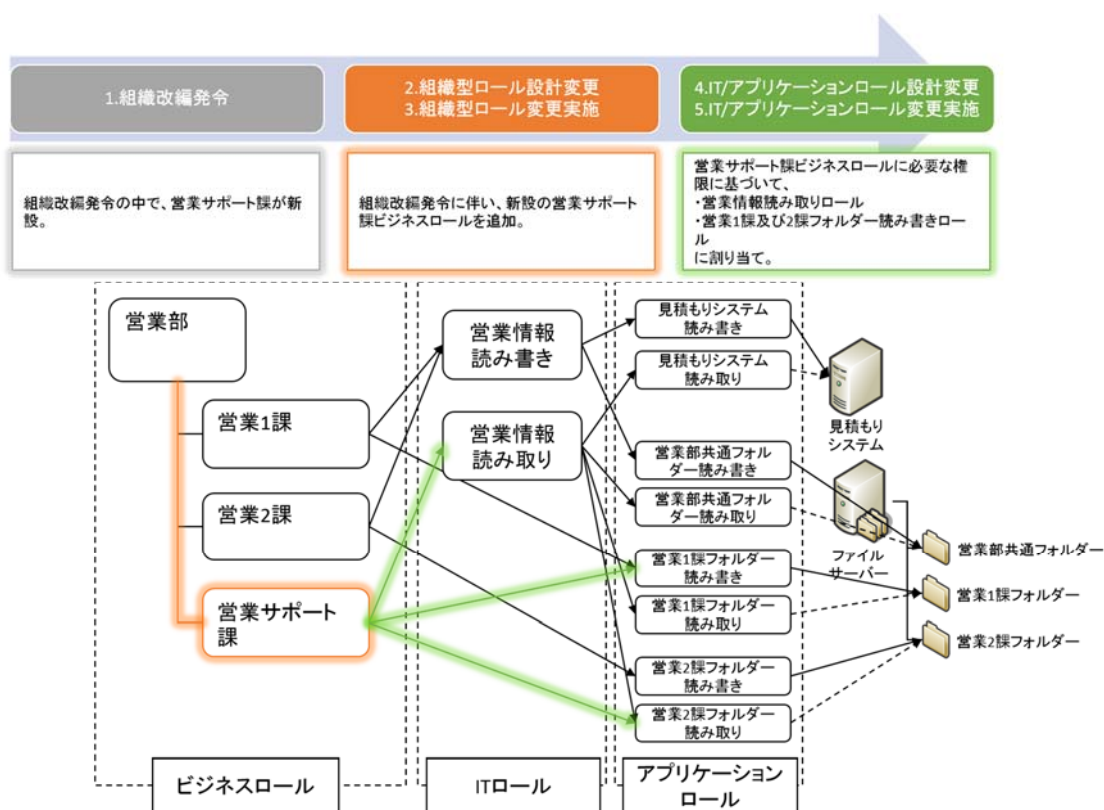 1.組織改編発令
2.組織型ロール設計変更
3.組織型ロール変更実施
4.IT/アプリケーションロール設計変更
5.IT/アプリケーションロール変更実施
組織改編発令の中で、営業サポート課が新
設。
組織改編発令に伴い、新設の営業サポート
課ビジネスロールを追加。
営業サポート課ビジネスロールに必要な権
限に基づいて、
・営業情報読み取りロール
・営業1課及び2課フォルダー読み書きロー
ル
に割り当て。
営業部
営業1課
営業2課
営業サポート
課
営業情報
読み書き
営業情報
読み取り
見積もりシステム
読み書き
見積もりシステム
読み取り
営業部共通フォル
ダー読み書き
営業部共通フォル
ダー読み取り
営業1課フォルダー
読み書き
営業1課フォルダー
読み取り
営業2課フォルダー
読み書き
営業2課フォルダー
読み取り
見積もり
システム
ファイル
サーバー
営業部共通フォルダー
営業1課フォルダー
営業2課フォルダー
ビジネスロール
ITロール
アプリケーション
ロール